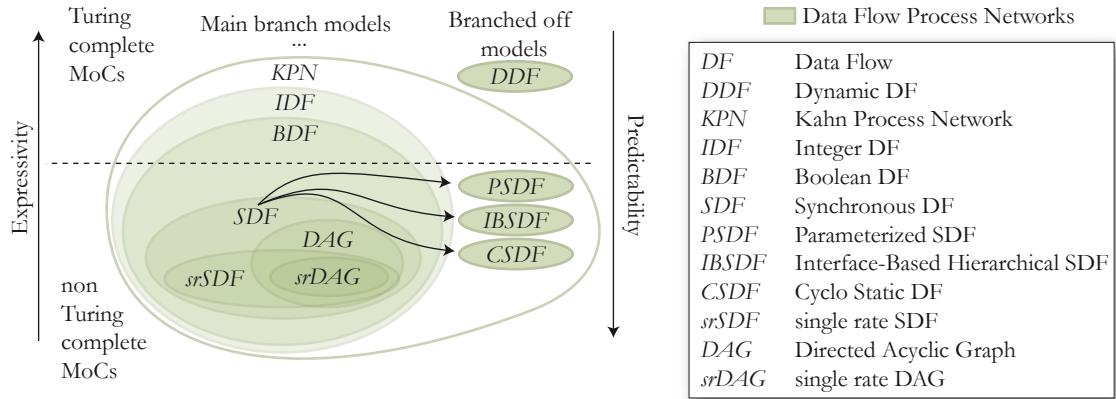 Turing
complete
MoCs
Main branch models
...
Branched off
models
Data Flow Process Networks
KPN
DDF
IDF
BDF
Expressivity
Predictability
PSDF
SDF
IBSDF
DAG
CSDF
srSDF
srDAG
non
Turing
complete
MoCs
DF Data Flow
DDF Dynamic DF
KPN Kahn Process Network
IDF Integer DF
BDF Boolean DF
SDF Synchronous DF
PSDF Parameterized SDF
IBSDF Interface-Based Hierarchical SDF
CSDF Cyclo Static DF
srSDF single rate SDF
DAG Directed Acyclic Graph
srDAG single rate DAG